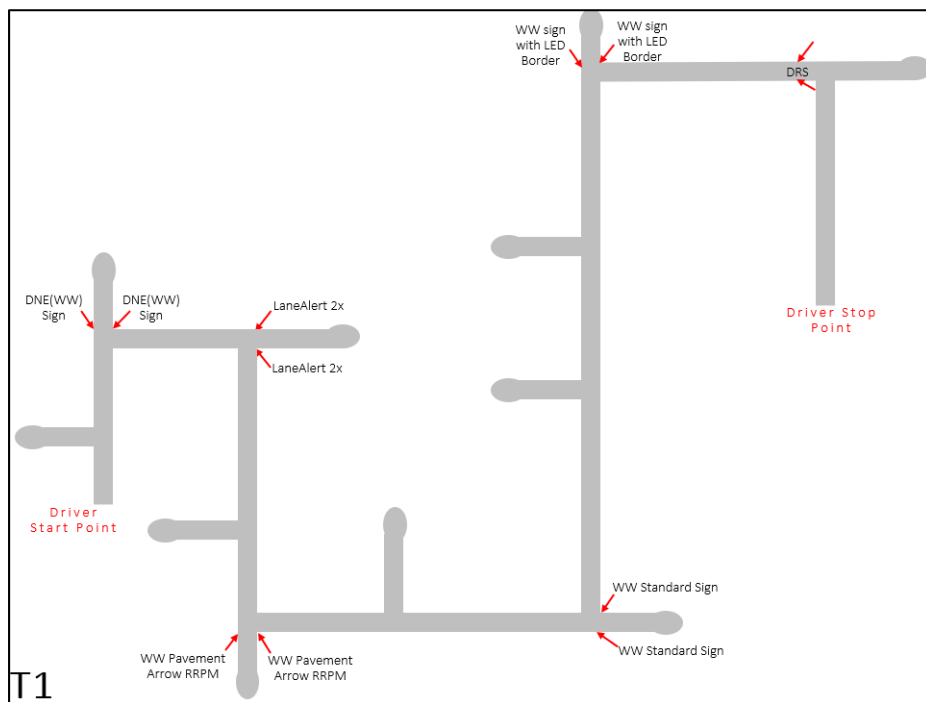 WW sign
with LED
Border
WW sign
with LED
Border
DRS
DNE(WW)
Sign
DNE(WW)
Sign
LaneAlert 2x
LaneAlert 2x
Driver Stop
Point
Driver
Start Point
WW Standard Sign
WW Standard Sign
WW Pavement
Arrow RRPM
WW Pavement
Arrow RRPM
T1